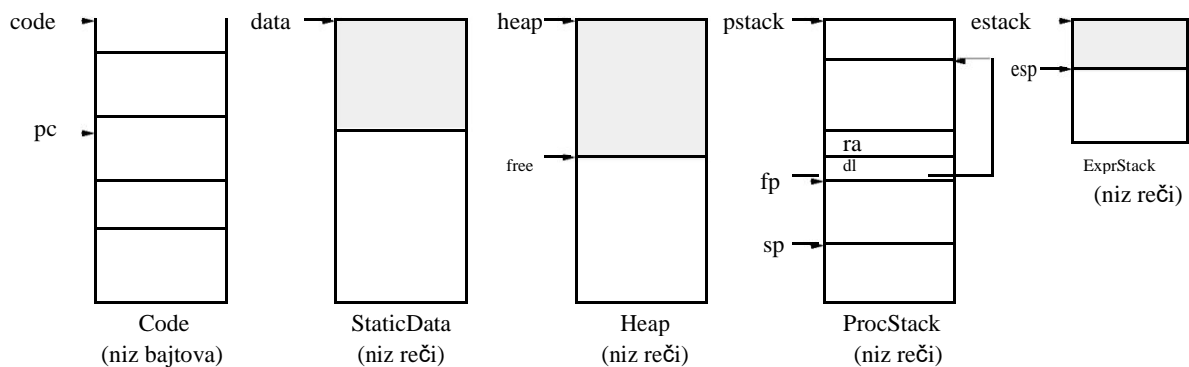 code
data
heap
pstack
estack
esp
pc
ra
free
dl
ExprStack
fp
(niz reči)
sp
Code
StaticData
Heap
ProcStack
(niz bajtova)
(niz reči)
(niz reči)
(niz reči)